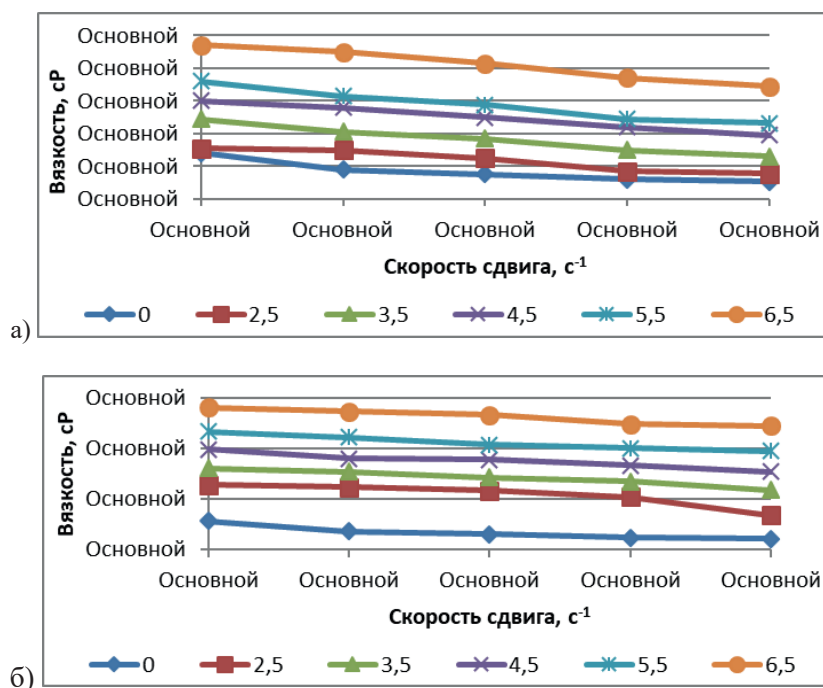 Основной
Основной
Основной
Основной
Основной
Основной
Вязкость, сР
Основной Основной Основной Основной Основной
Скорость сдвига, с-1
0 2,5 3,5 4,5 5,5 6,5
а)
Основной
Основной
Основной
Основной
Вязкость, сР
Основной Основной Основной Основной Основной
Скорость сдвига, с-1
0 2,5 3,5 4,5 5,5 6,5
б)